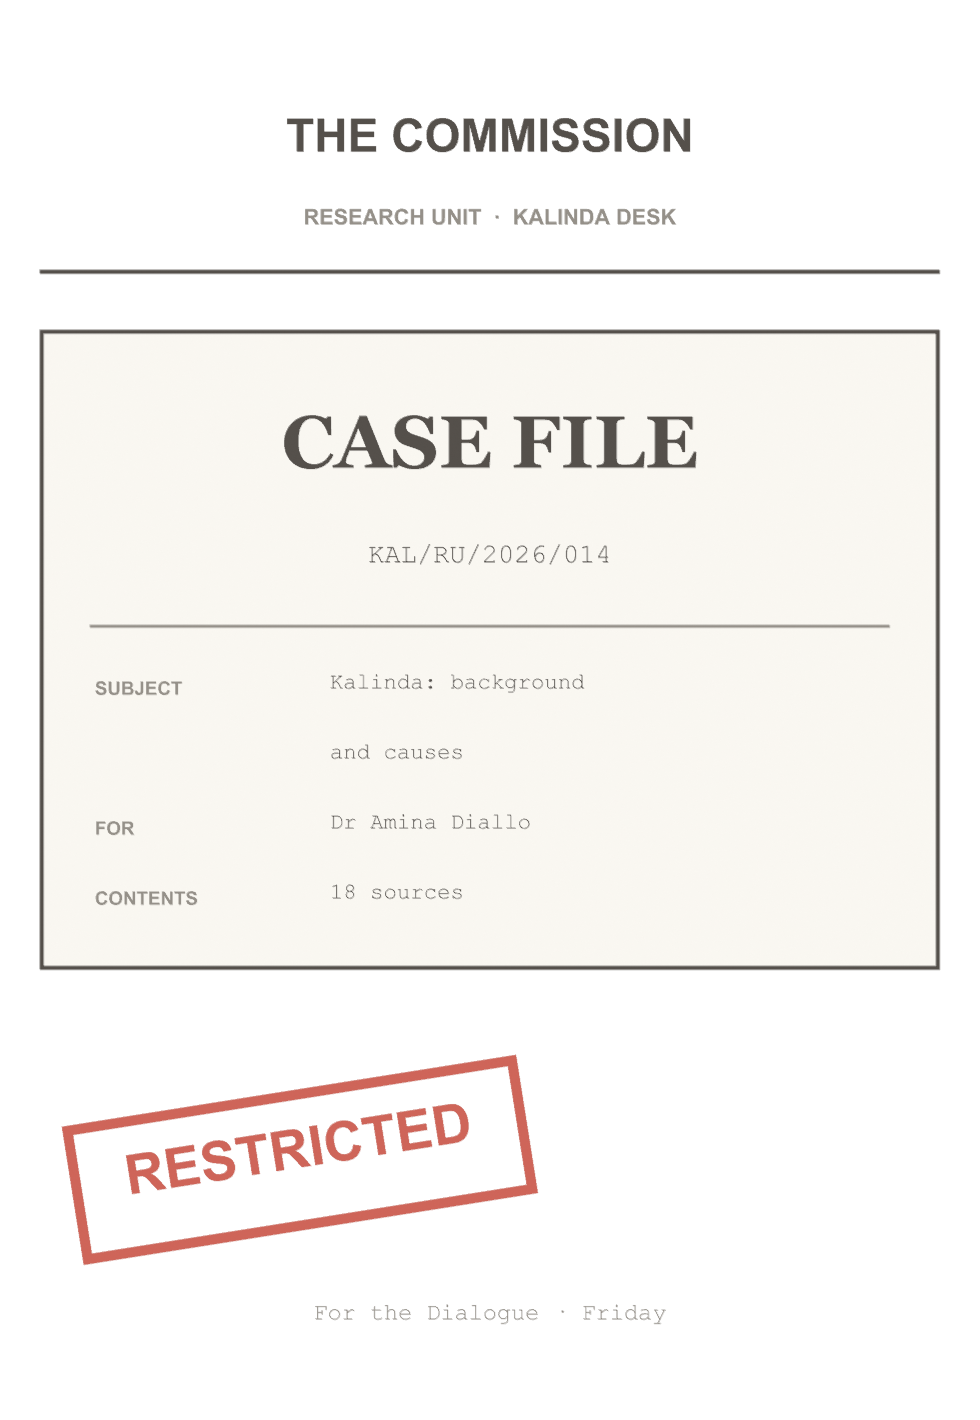 THE COMMISSION
RESEARCH UNIT · KALINDA DESK
CASE FILE
KAL/RU/2026/014
SUBJECT Kalinda: background
and causes
FOR Dr Amina Diallo
CONTENTS 18 sources
RESTRICTED
For the Dialogue · Friday